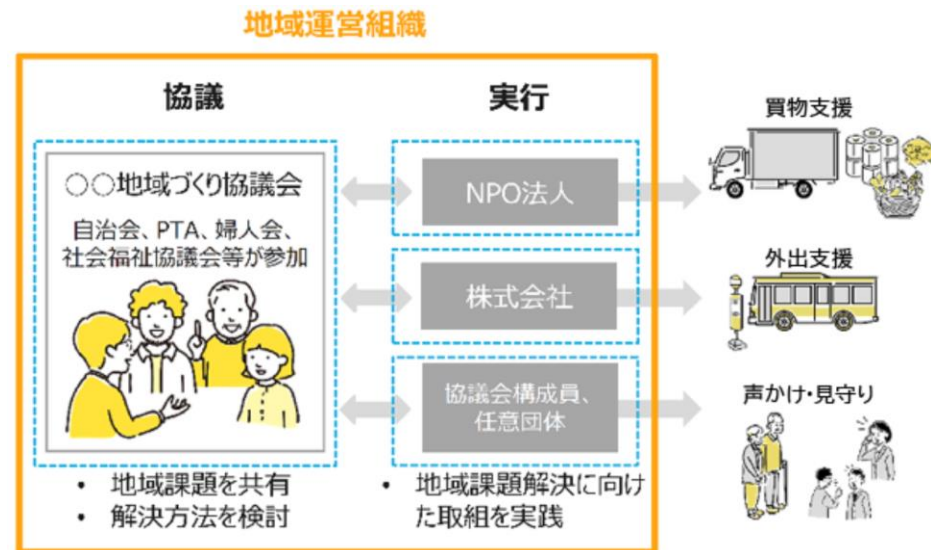 地域運営組織
協議
○○地域づくり協議会
自治会、PTA、婦人会、
社会福祉協議会等が参加
• 地域課題を共有
• 解決方法を検討
実行
NPO法人
株式会社
協議会構成員、
任意団体
• 地域課題解決に向け
た取組を実践
買物支援
外出支援
声かけ・見守り